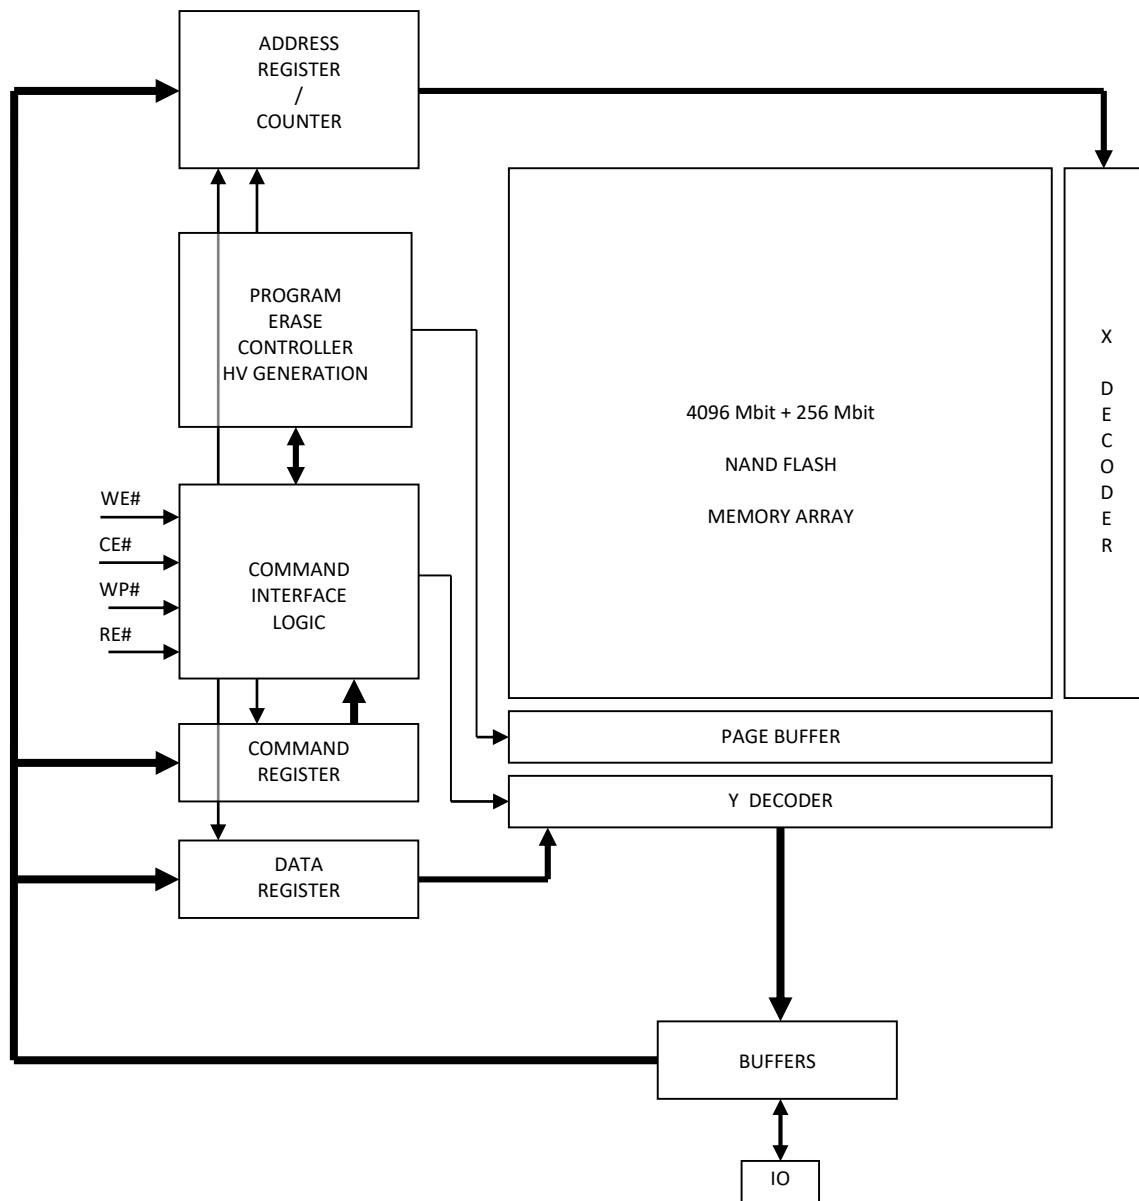 ADDRESS
REGISTER
/
COUNTER
PROGRAM
ERASE
CONTROLLER
HV GENERATION
4096 Mbit + 256 Mbit
NAND FLASH
MEMORY ARRAY
X
D
E
C
O
D
E
R
WE#
CE#
WP#
RE#
COMMAND
INTERFACE
LOGIC
PAGE BUFFER
COMMAND
REGISTER
Y DECODER
DATA
REGISTER
BUFFERS
IO